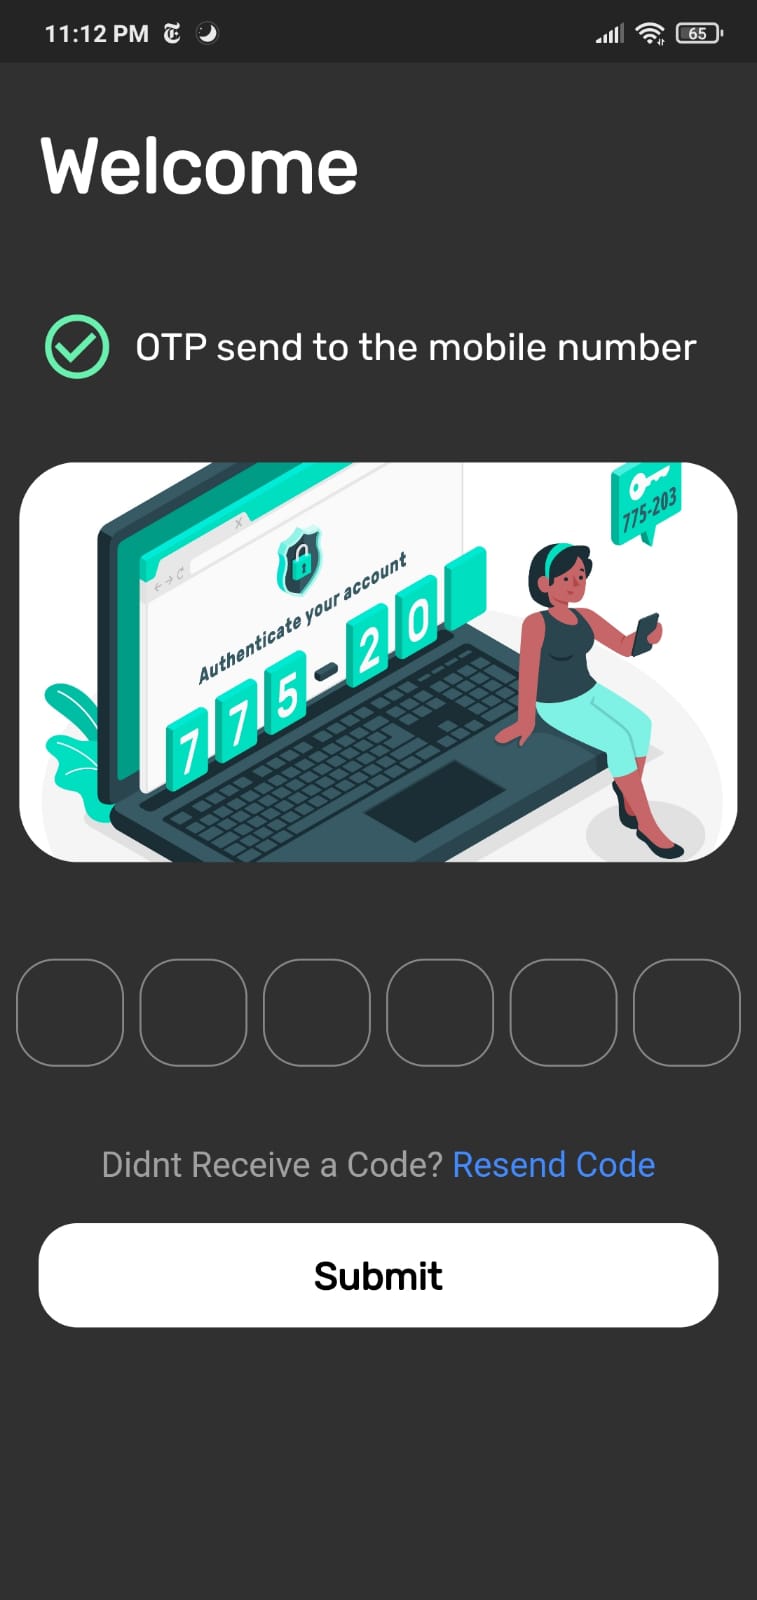 11:12 PM
65
Welcome
OTP send to the mobile number
775-203
Authenticate your account
775-20
Didnt Receive a Code? Resend Code
Submit